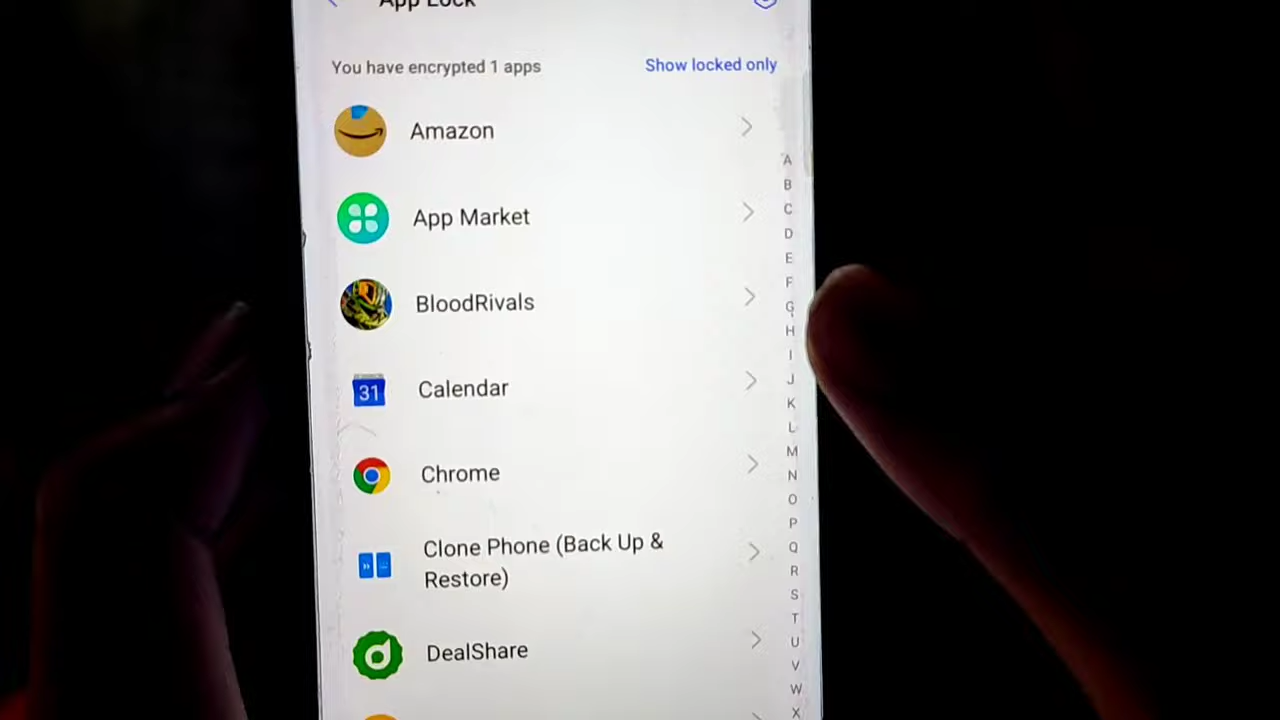 App Lock
You have encrypted 1 apps
Show locked only
Amazon
App Market
BloodRivals
31
Calendar
Chrome
Clone Phone (Back Up &
Restore)
DealShare
A
B
C
D
E
F
G
H
I
J
K
L
M
N
O
P
Q
R
S
T
U
V
W
X